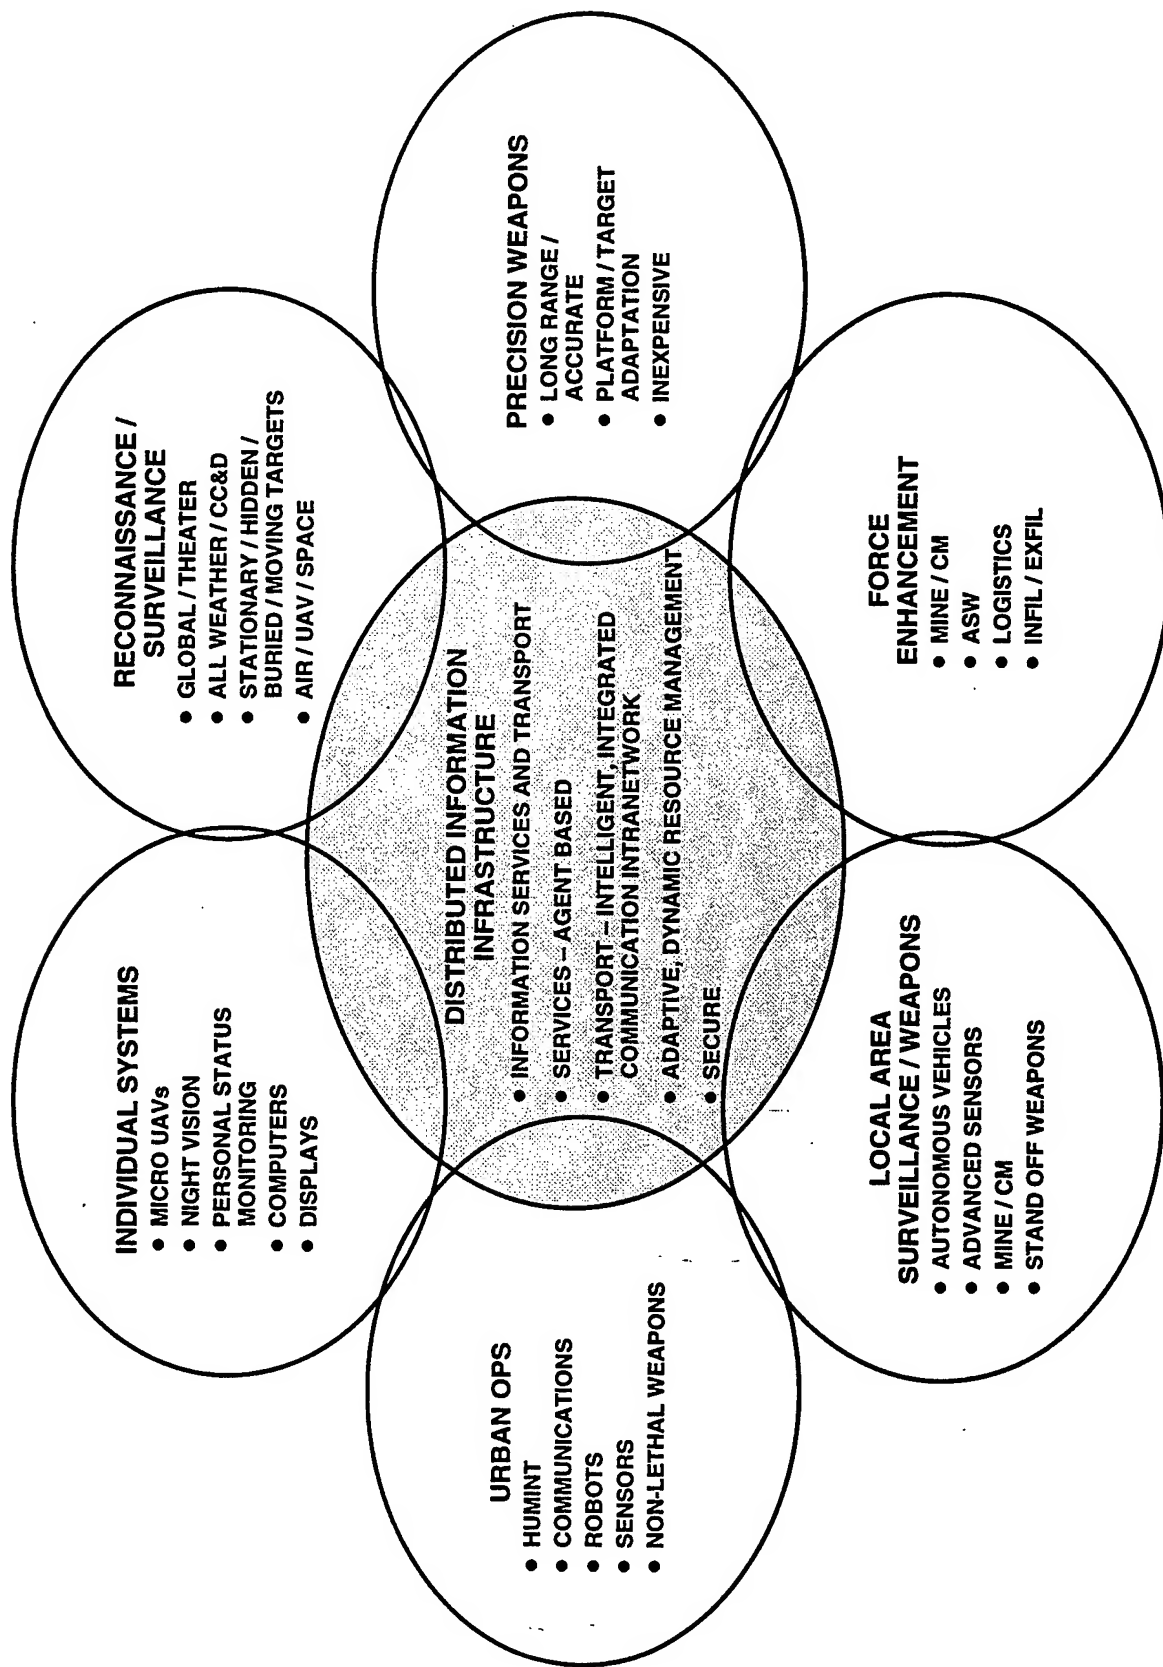 INDIVIDUAL SYSTEMS
● MICRO UAVs
● NIGHT VISION
● PERSONAL STATUS
MONITORING
● COMPUTERS
● DISPLAYS
RECONNAISSANCE /
SURVEILLANCE
● GLOBAL / THEATER
● ALL WEATHER / CC&D
● STATIONARY / HIDDEN /
BURIED / MOVING TARGETS
● AIR / UAV / SPACE
URBAN OPS
● HUMINT
● COMMUNICATIONS
● ROBOTS
● SENSORS
● NON-LETHAL WEAPONS
DISTRIBUTED INFORMATION
INFRASTRUCTURE
● INFORMATION SERVICES AND TRANSPORT
● SERVICES – AGENT BASED
● TRANSPORT – INTELLIGENT, INTEGRATED
COMMUNICATION INTRANETWORK
● ADAPTIVE, DYNAMIC RESOURCE MANAGEMENT
● SECURE
PRECISION WEAPONS
● LONG RANGE /
ACCURATE
● PLATFORM / TARGET
ADAPTATION
● INEXPENSIVE
LOCAL AREA
SURVEILLANCE / WEAPONS
● AUTONOMOUS VEHICLES
● ADVANCED SENSORS
● MINE / CM
● STAND OFF WEAPONS
FORCE
ENHANCEMENT
● MINE / CM
● ASW
● LOGISTICS
● INFIL / EXFIL